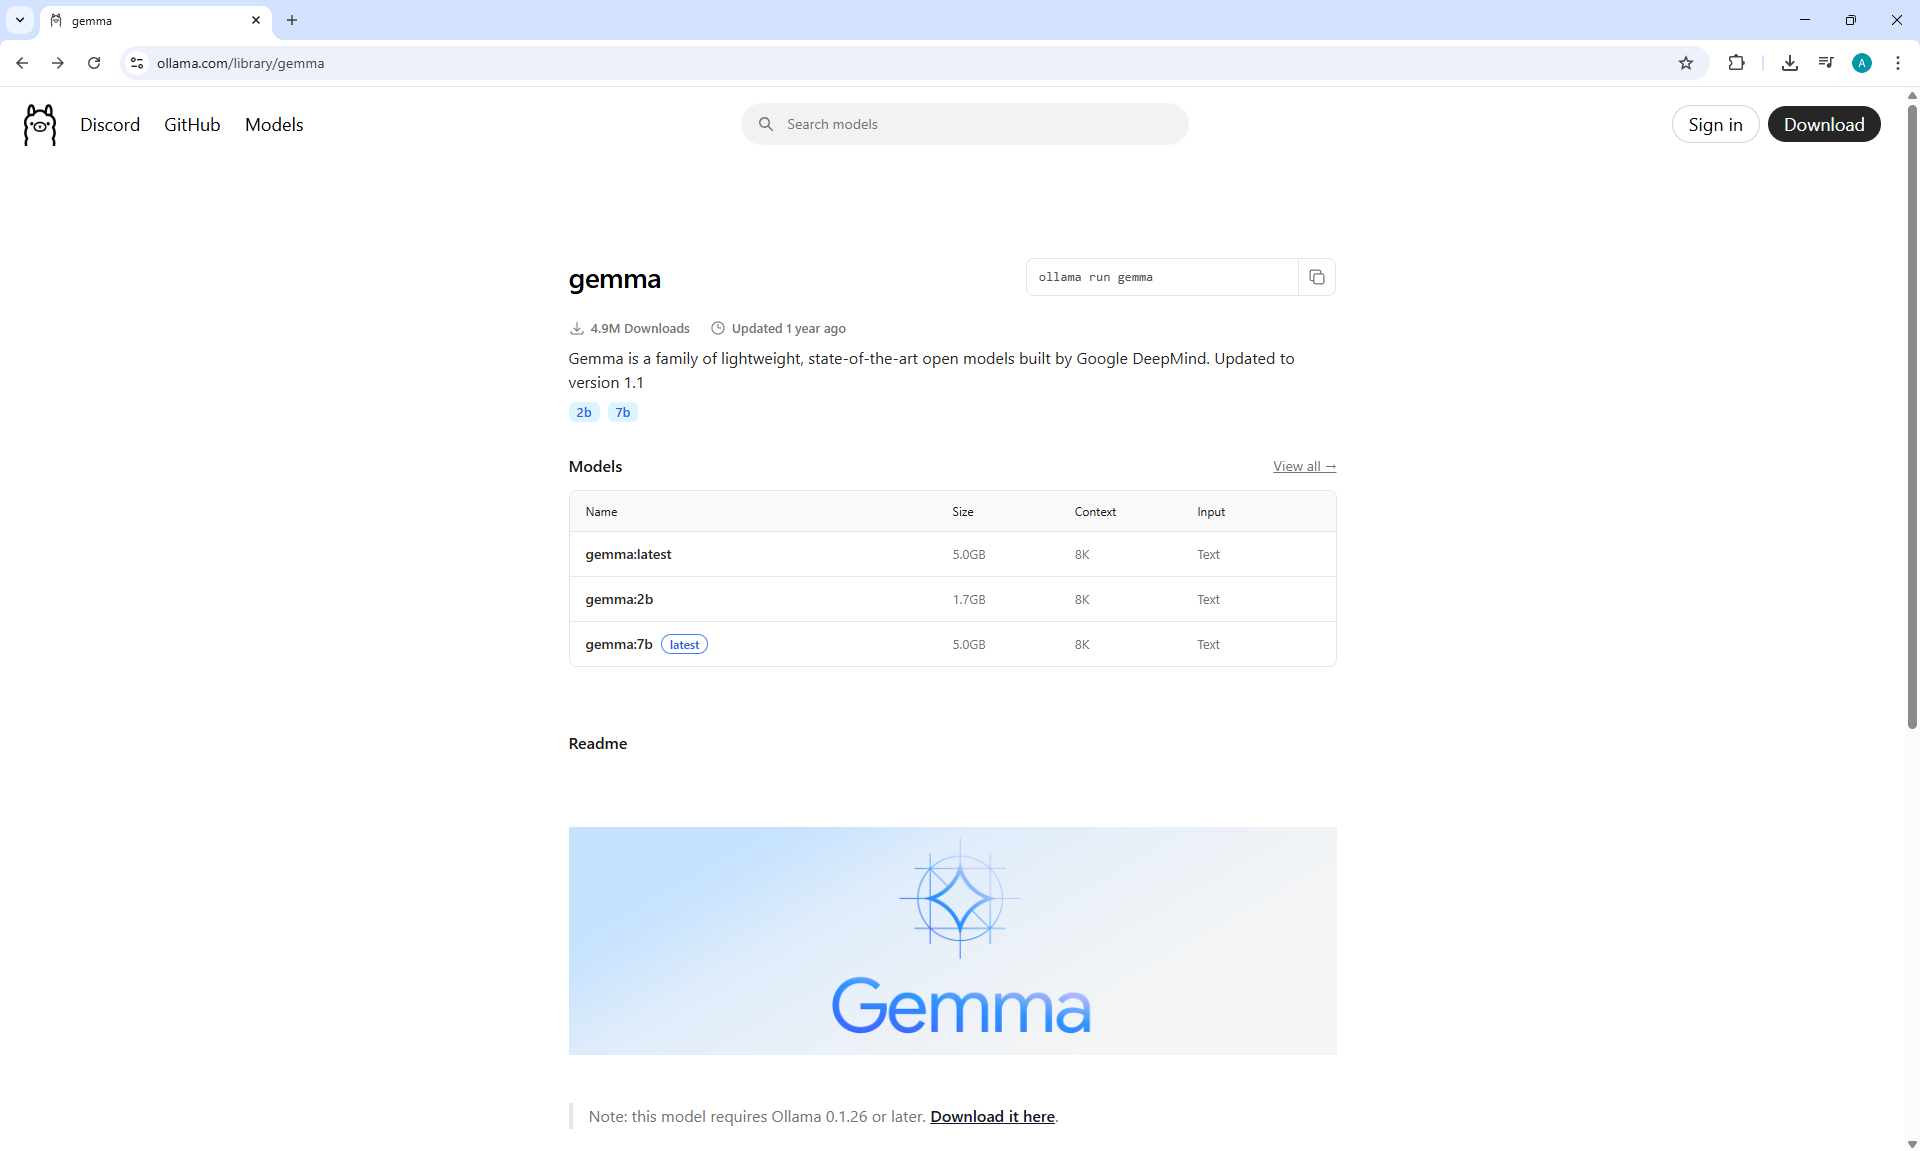 gemma
ollama.com/library/gemma
A
Discord
GitHub
Models
Search models
Sign in
Download
gemma
ollama run gemma
4.9M Downloads
Updated 1 year ago
Gemma is a family of lightweight, state-of-the-art open models built by Google DeepMind. Updated to
version 1.1
2b
7b
Models
View all →
Name
Size
Context
Input
gemma:latest
5.0GB
8K
Text
gemma:2b
1.7GB
8K
Text
gemma:7b
latest
5.0GB
8K
Text
Readme
Gemma
Note: this model requires Ollama 0.1.26 or later. Download it here.